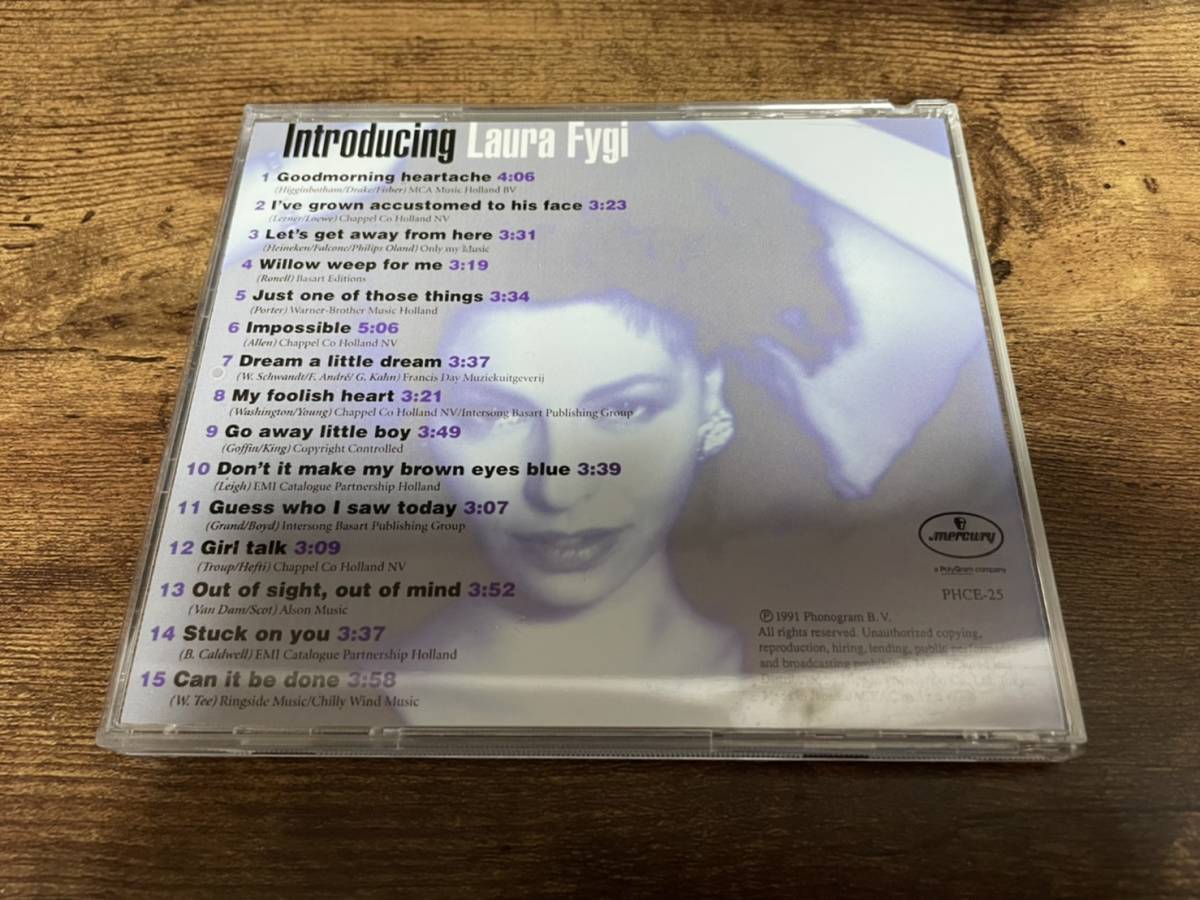 Introducing Laura Fygi
1 Goodmorning heartache 4:06
(Higginbotham/Drake/Fisher) MCA Music Holland BV
2 I've grown accustomed to his face 3:23
(Lerner/Loewe) Chappel Co Holland NV
3 Let's get away from here 3:31
(Heineken/Falcone/Philips Oland) Only my Music
4 Willow weep for me 3:19
(Ronell) Basart Editions
5 Just one of those things 3:34
(Porter) Warner-Brother Music Holland
6 Impossible 5:06
(Allen) Chappel Co Holland NV
7 Dream a little dream 3:37
(W. Schwandt/F. André/ G. Kahn) Francis Day Muziekuitgeverij
8 My foolish heart 3:21
(Washington/Young) Chappel Co Holland NV/Intersong Basart Publishing Group
9 Go away little boy 3:49
(Goffin/King) Copyright Controlled
10 Don't it make my brown eyes blue 3:39
(Leigh) EMI Catalogue Partnership Holland
11 Guess who I saw today 3:07
(Grand/Boyd) Intersong Basart Publishing Group
12 Girl talk 3:09
(Troup/Hefti) Chappel Co Holland NV
13 Out of sight, out of mind 3:52
(Van Dam/Scot) Alson Music
14 Stuck on you 3:37
(B. Caldwell) EMI Catalogue Partnership Holland
15 Can it be done 3:58
(W. Tee) Ringside Music/Chilly Wind Music
mercury
a PolyGram company
PHCE-25
℗ 1991 Phonogram B.V.
All rights reserved. Unauthorized copying,
reproduction, hiring, lending, public
and broadcasting